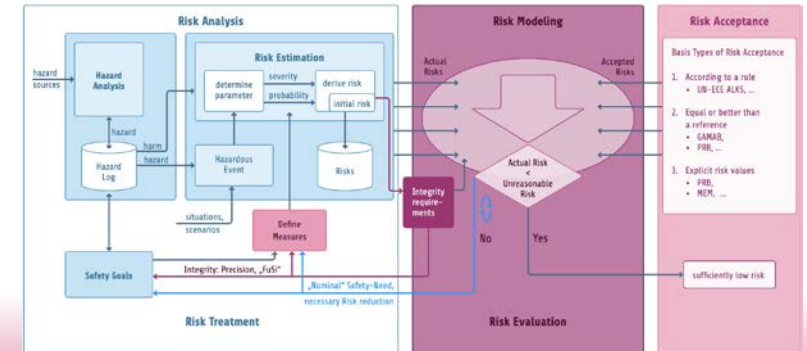 Risk Analysis
Risk Modeling
Risk Acceptance
hazard
sources
Hazard
Analysis
hazard
harm
hazard
Hazard
Log
Risk Estimation
determine
parameter
severity
probability
derive risk
initial risk
Hazardous
Event
Risks
situations,
scenarios
Define
Measures
Safety Goals
Integrity: Precision, „FuSi“
„Nominal“ Safety-Need,
necessary Risk reduction
Risk Treatment
Actual
Risks
Accepted
Risks
Integrity
require-
ments
Actual Risk
<
Unreasonable
Risk
No
Yes
Risk Evaluation
Basis Types of Risk Acceptance
1. According to a rule
• UN-ECE ALKS, ...
2. Equal or better than
a reference
• GAMAB,
• PRB, ...
3. Explicit risk values
• PRB,
• MEM, ...
sufficiently low risk